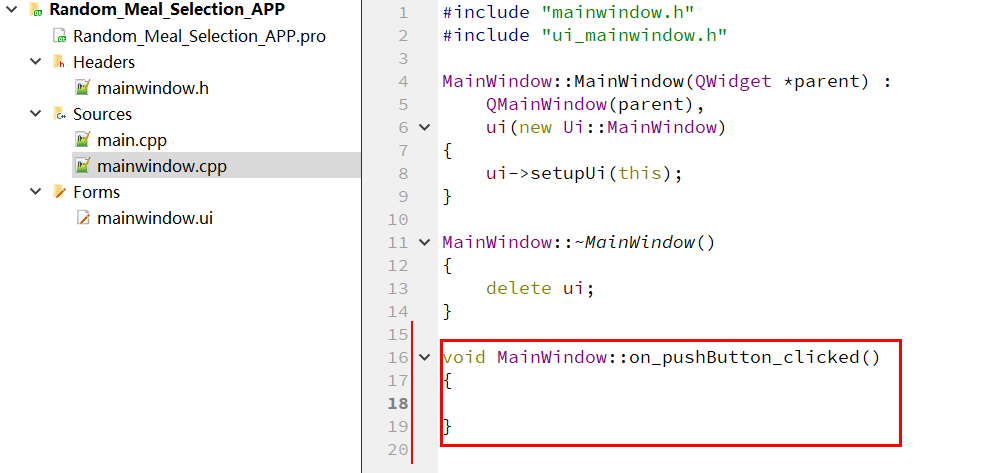 Random_Meal_Selection_APP
Random_Meal_Selection_APP.pro
Headers
mainwindow.h
Sources
main.cpp
mainwindow.cpp
Forms
mainwindow.ui
1 #include "mainwindow.h"
2 #include "ui_mainwindow.h"
3
4 MainWindow::MainWindow(QWidget *parent) :
5     QMainWindow(parent),
6     ui(new Ui::MainWindow)
7 {
8     ui->setupUi(this);
9 }
10
11 MainWindow::~MainWindow()
12 {
13     delete ui;
14 }
15
16 void MainWindow::on_pushButton_clicked()
17 {
18
19 }
20